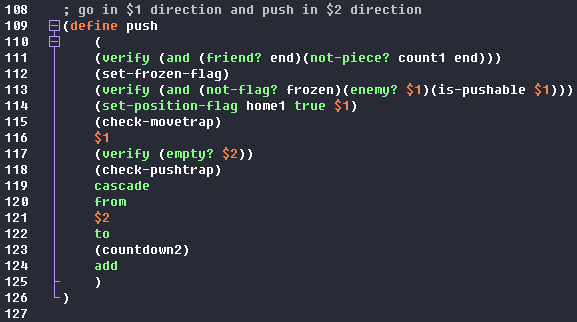 108 ; go in $1 direction and push in $2 direction
109 (define push
110 (
111 (verify (and (friend? end)(not-piece? count1 end)))
112 (set-frozen-flag)
113 (verify (and (not-flag? frozen)(enemy? $1)(is-pushable $1)))
114 (set-position-flag home1 true $1)
115 (check-movetrap)
116 $1
117 (verify (empty? $2))
118 (check-pushtrap)
119 cascade
120 from
121 $2
122 to
123 (countdown2)
124 add
125 )
126 )
127